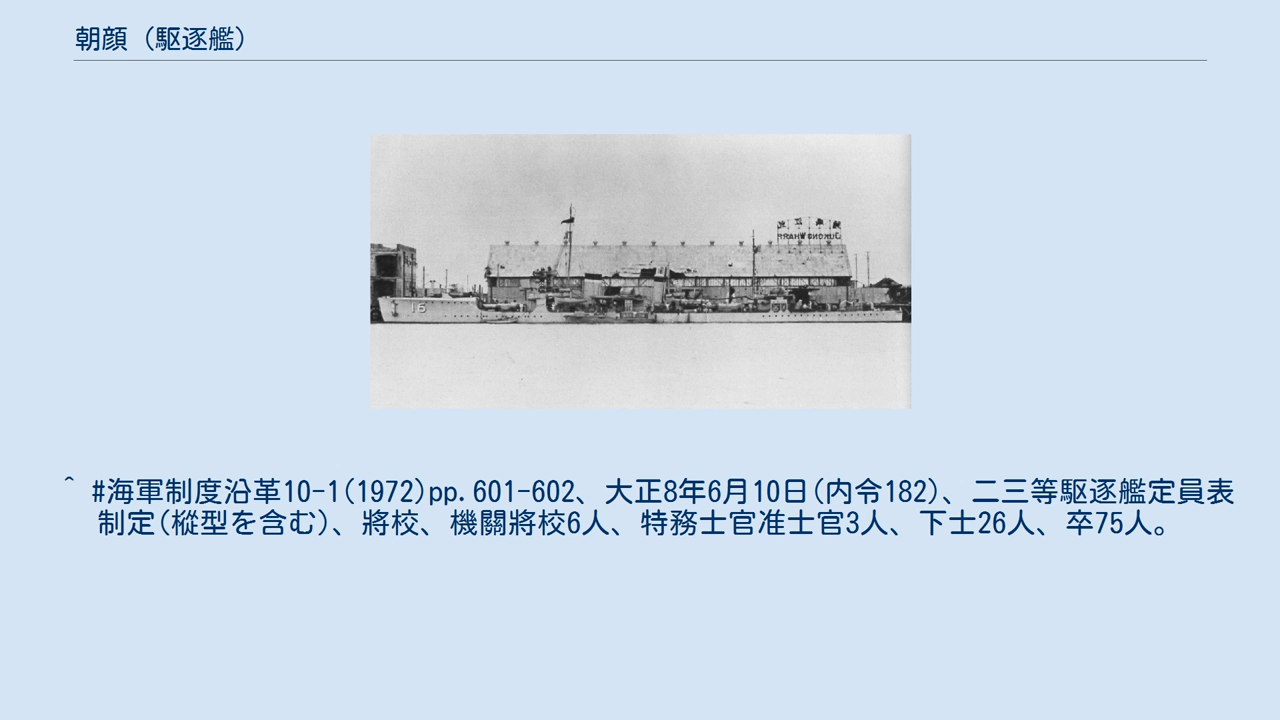 朝顔（駆逐艦）
16
JUKONG WHARF
^ #海軍制度沿革10-1(1972)pp.601-602、大正8年6月10日(内令182)、二三等駆逐艦定員表
制定(樅型を含む)、將校、機關將校6人、特務士官准士官3人、下士26人、卒75人。